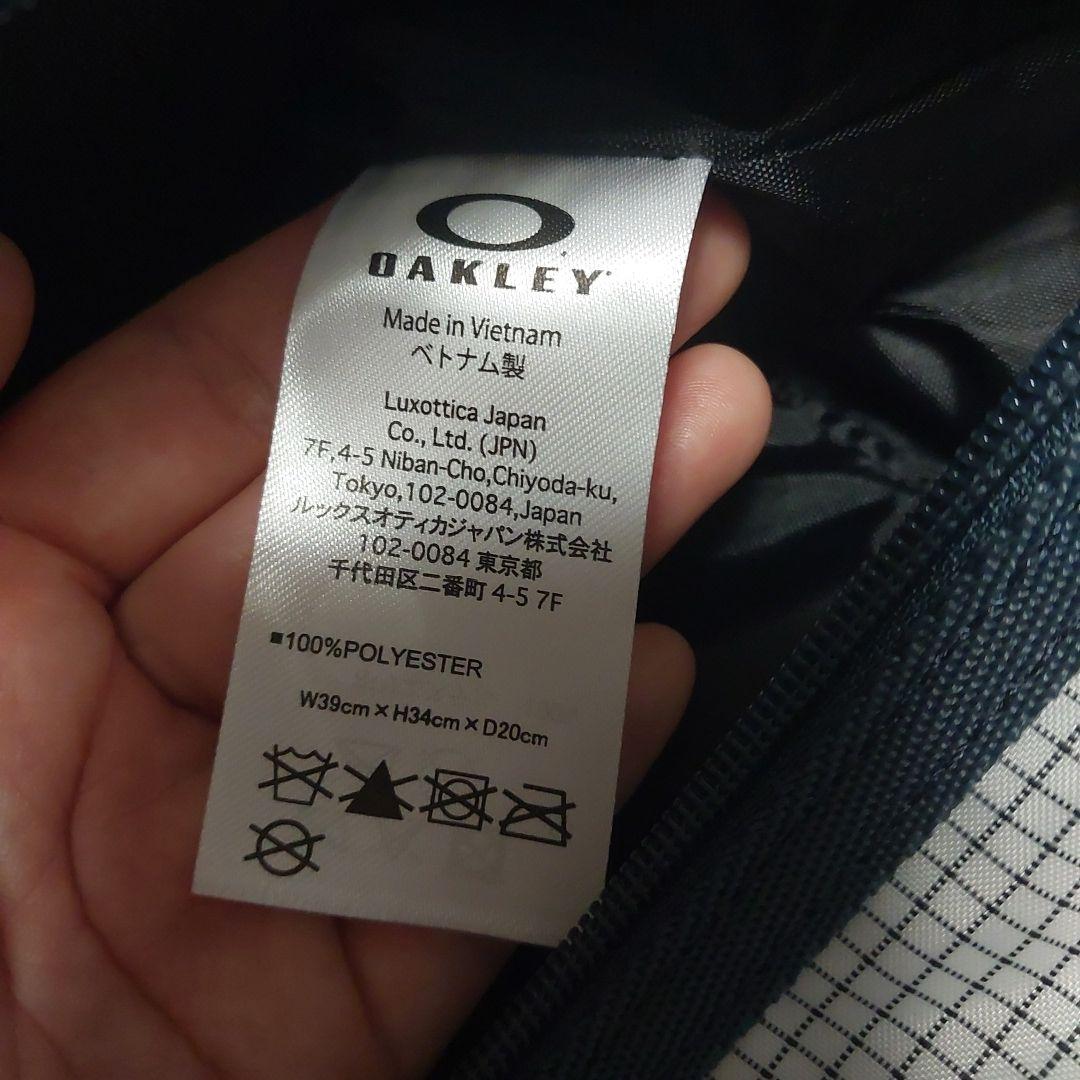 OAKLEY
Made in Vietnam
ベトナム製
Luxottica Japan
Co., Ltd. (JPN)
7F,4-5 Niban-Cho,Chiyoda-ku,
Tokyo,102-0084,Japan
ルックスオティカジャパン株式会社
102-0084 東京都
千代田区二番町 4-5 7F
■100%POLYESTER
W39cm×H34cm×D20cm